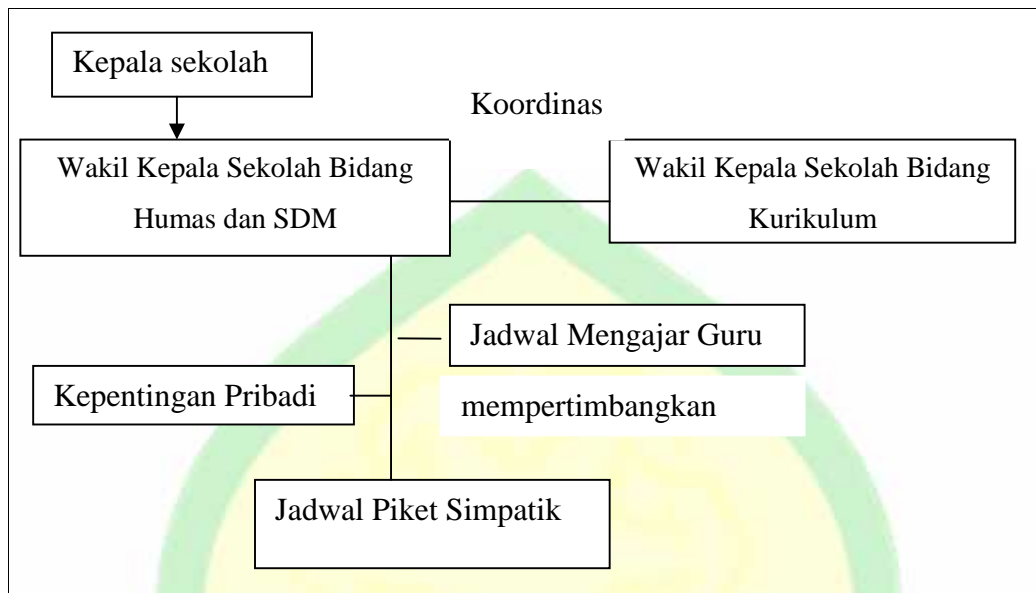 Kepala sekolah
Koordinas
Wakil Kepala Sekolah Bidang
Humas dan SDM
Wakil Kepala Sekolah Bidang
Kurikulum
Jadwal Mengajar Guru
Kepentingan Pribadi
mempertimbangkan
Jadwal Piket Simpatik